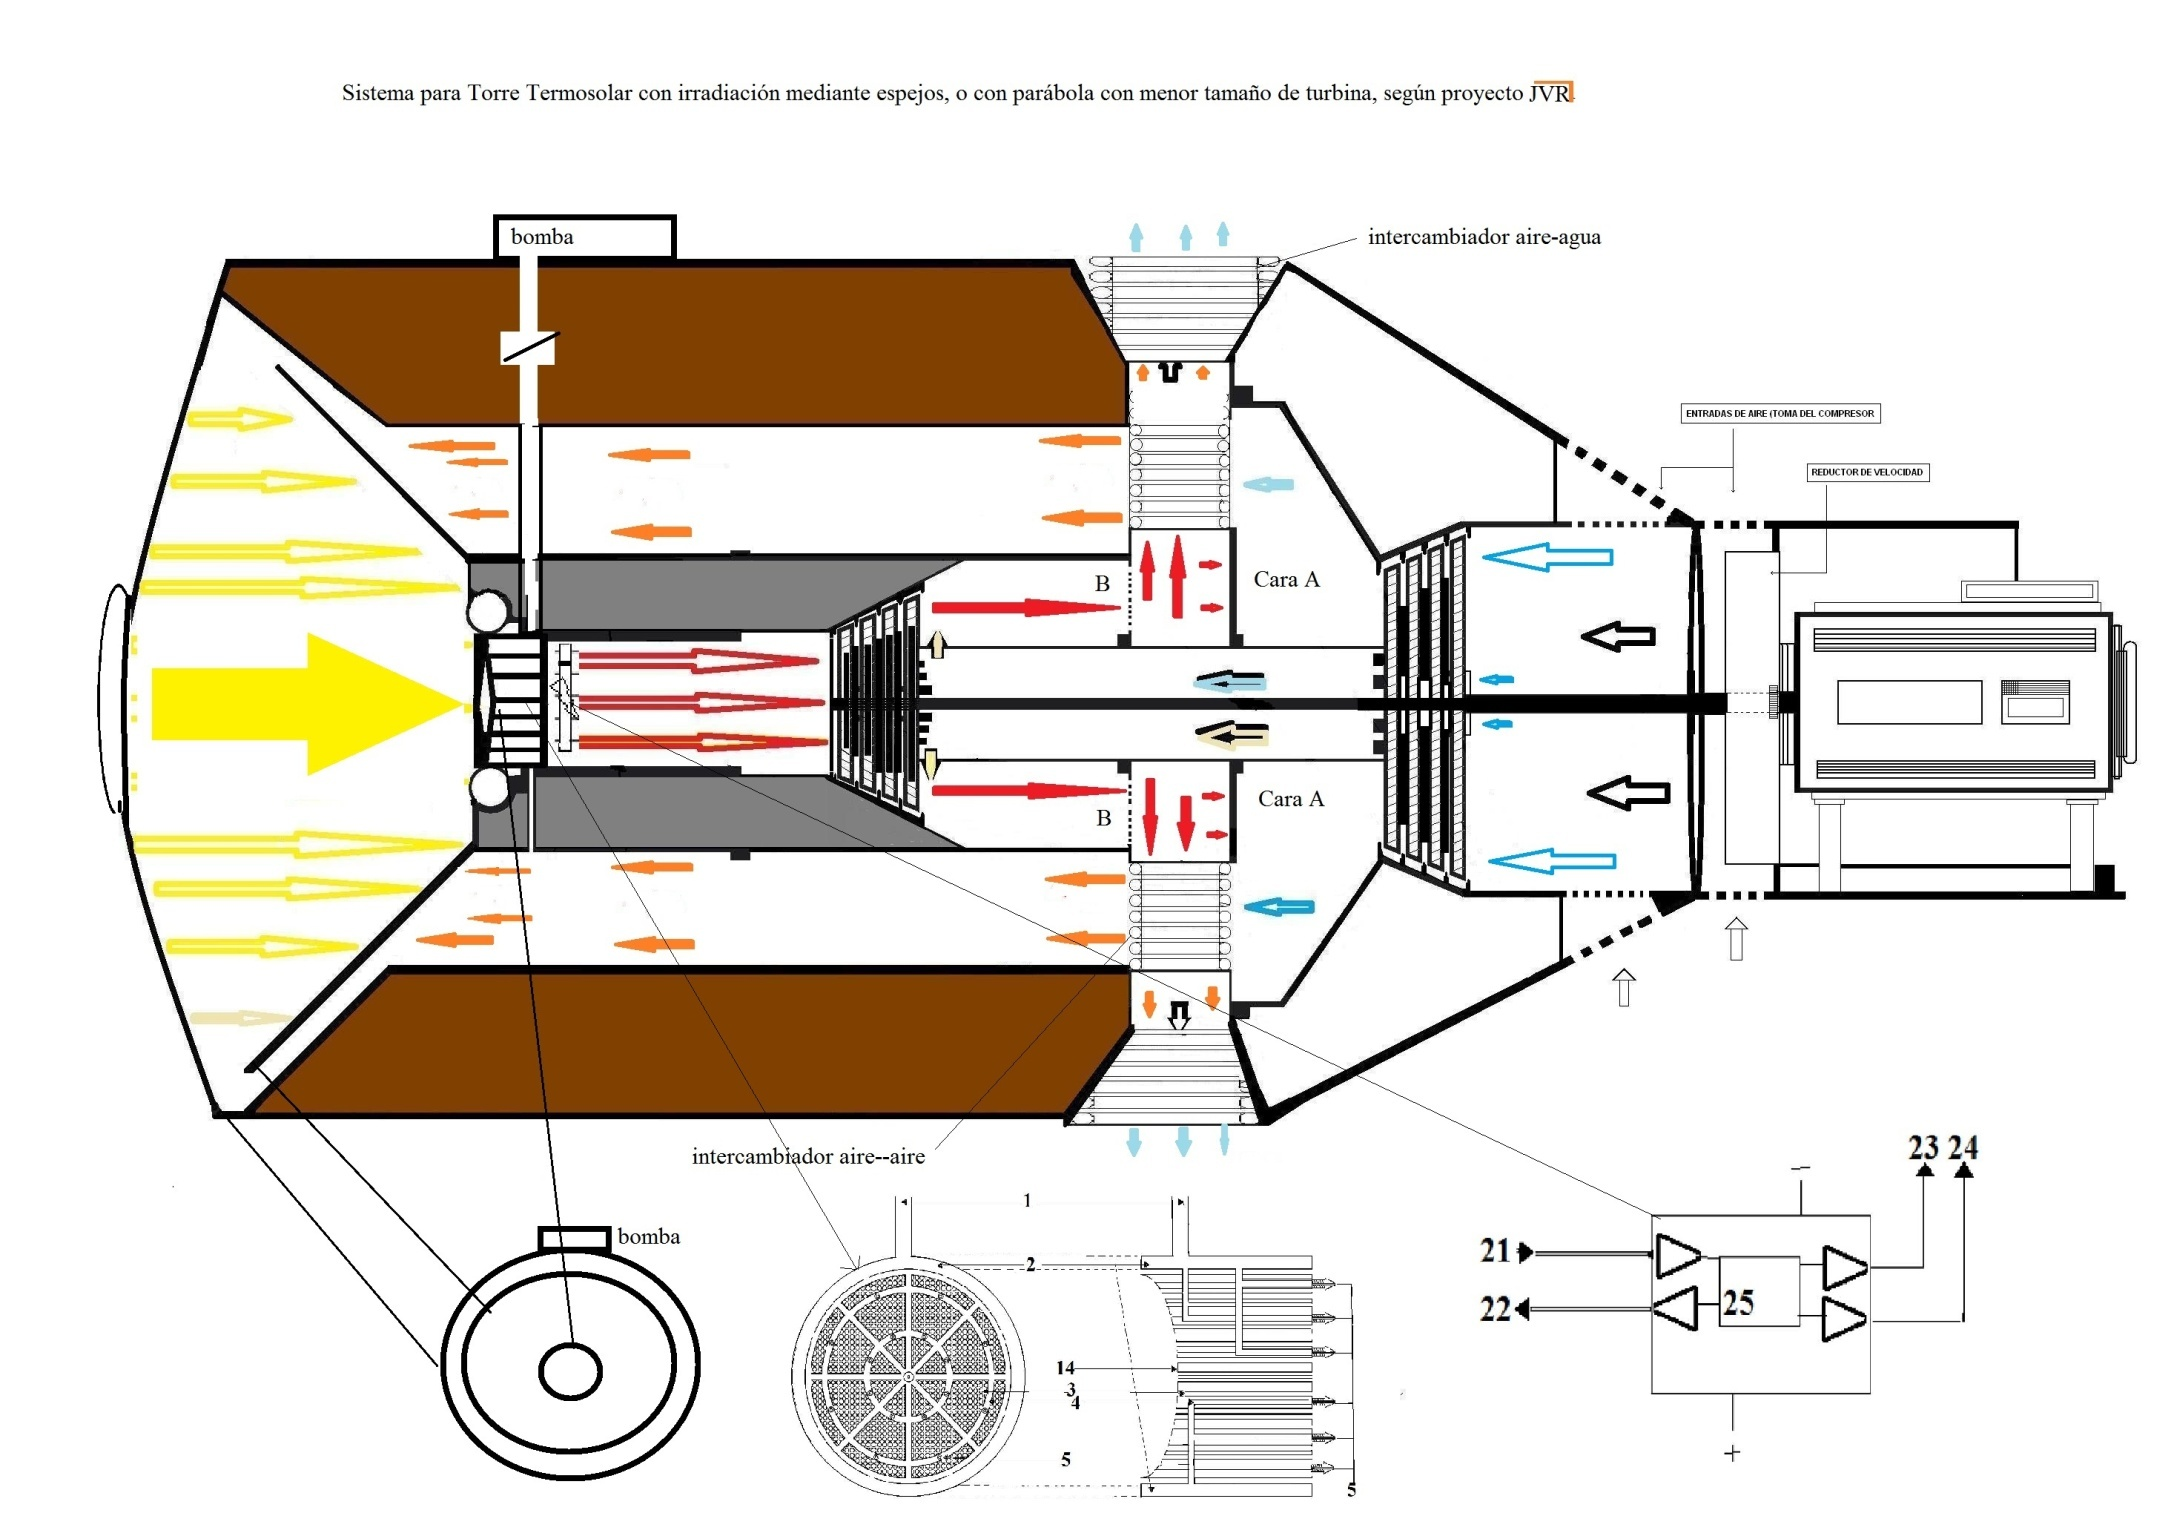 Sistema para Torre Termosolar con irradiación mediante espejos, o con parábola con menor tamaño de turbina, según proyecto JVR
bomba
intercambiador aire-agua
ENTRADAS DE AIRE (TOMA DEL COMPRESOR
REDUCTOR DE VELOCIDAD
B
Cara A
Cara A
B
intercambiador aire--aire
bomba
1
2
14
3
4
5
5
23 24
21
22
25
−
+